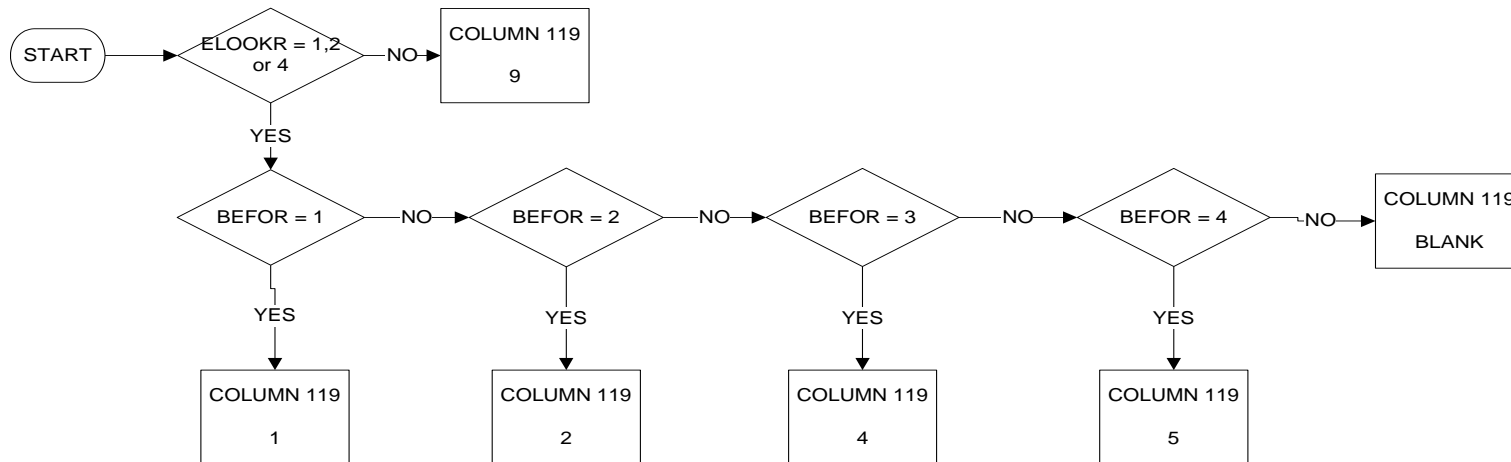 START
ELOOKR = 1,2
or 4
NO
COLUMN 119
9
YES
BEFOR = 1
NO
BEFOR = 2
NO
BEFOR = 3
NO
BEFOR = 4
NO
COLUMN 119
BLANK
YES
YES
YES
YES
COLUMN 119
1
COLUMN 119
2
COLUMN 119
4
COLUMN 119
5